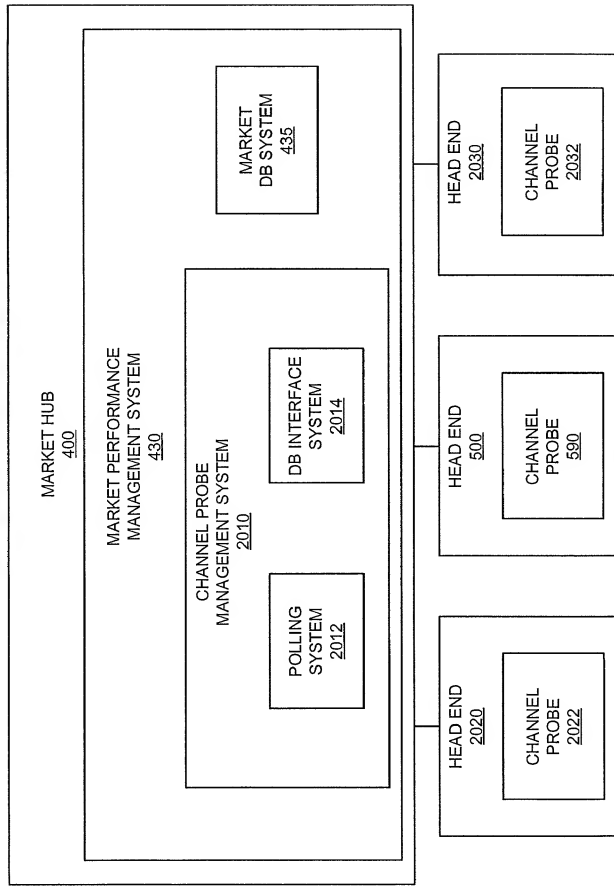 MARKET HUB
400
MARKET PERFORMANCE
MANAGEMENT SYSTEM
430
CHANNEL PROBE
MANAGEMENT SYSTEM
2010
POLLING
SYSTEM
2012
DB INTERFACE
SYSTEM
2014
MARKET
DB SYSTEM
435
HEAD END
2020
CHANNEL
PROBE
2022
HEAD END
500
CHANNEL
PROBE
590
HEAD END
2030
CHANNEL
PROBE
2032